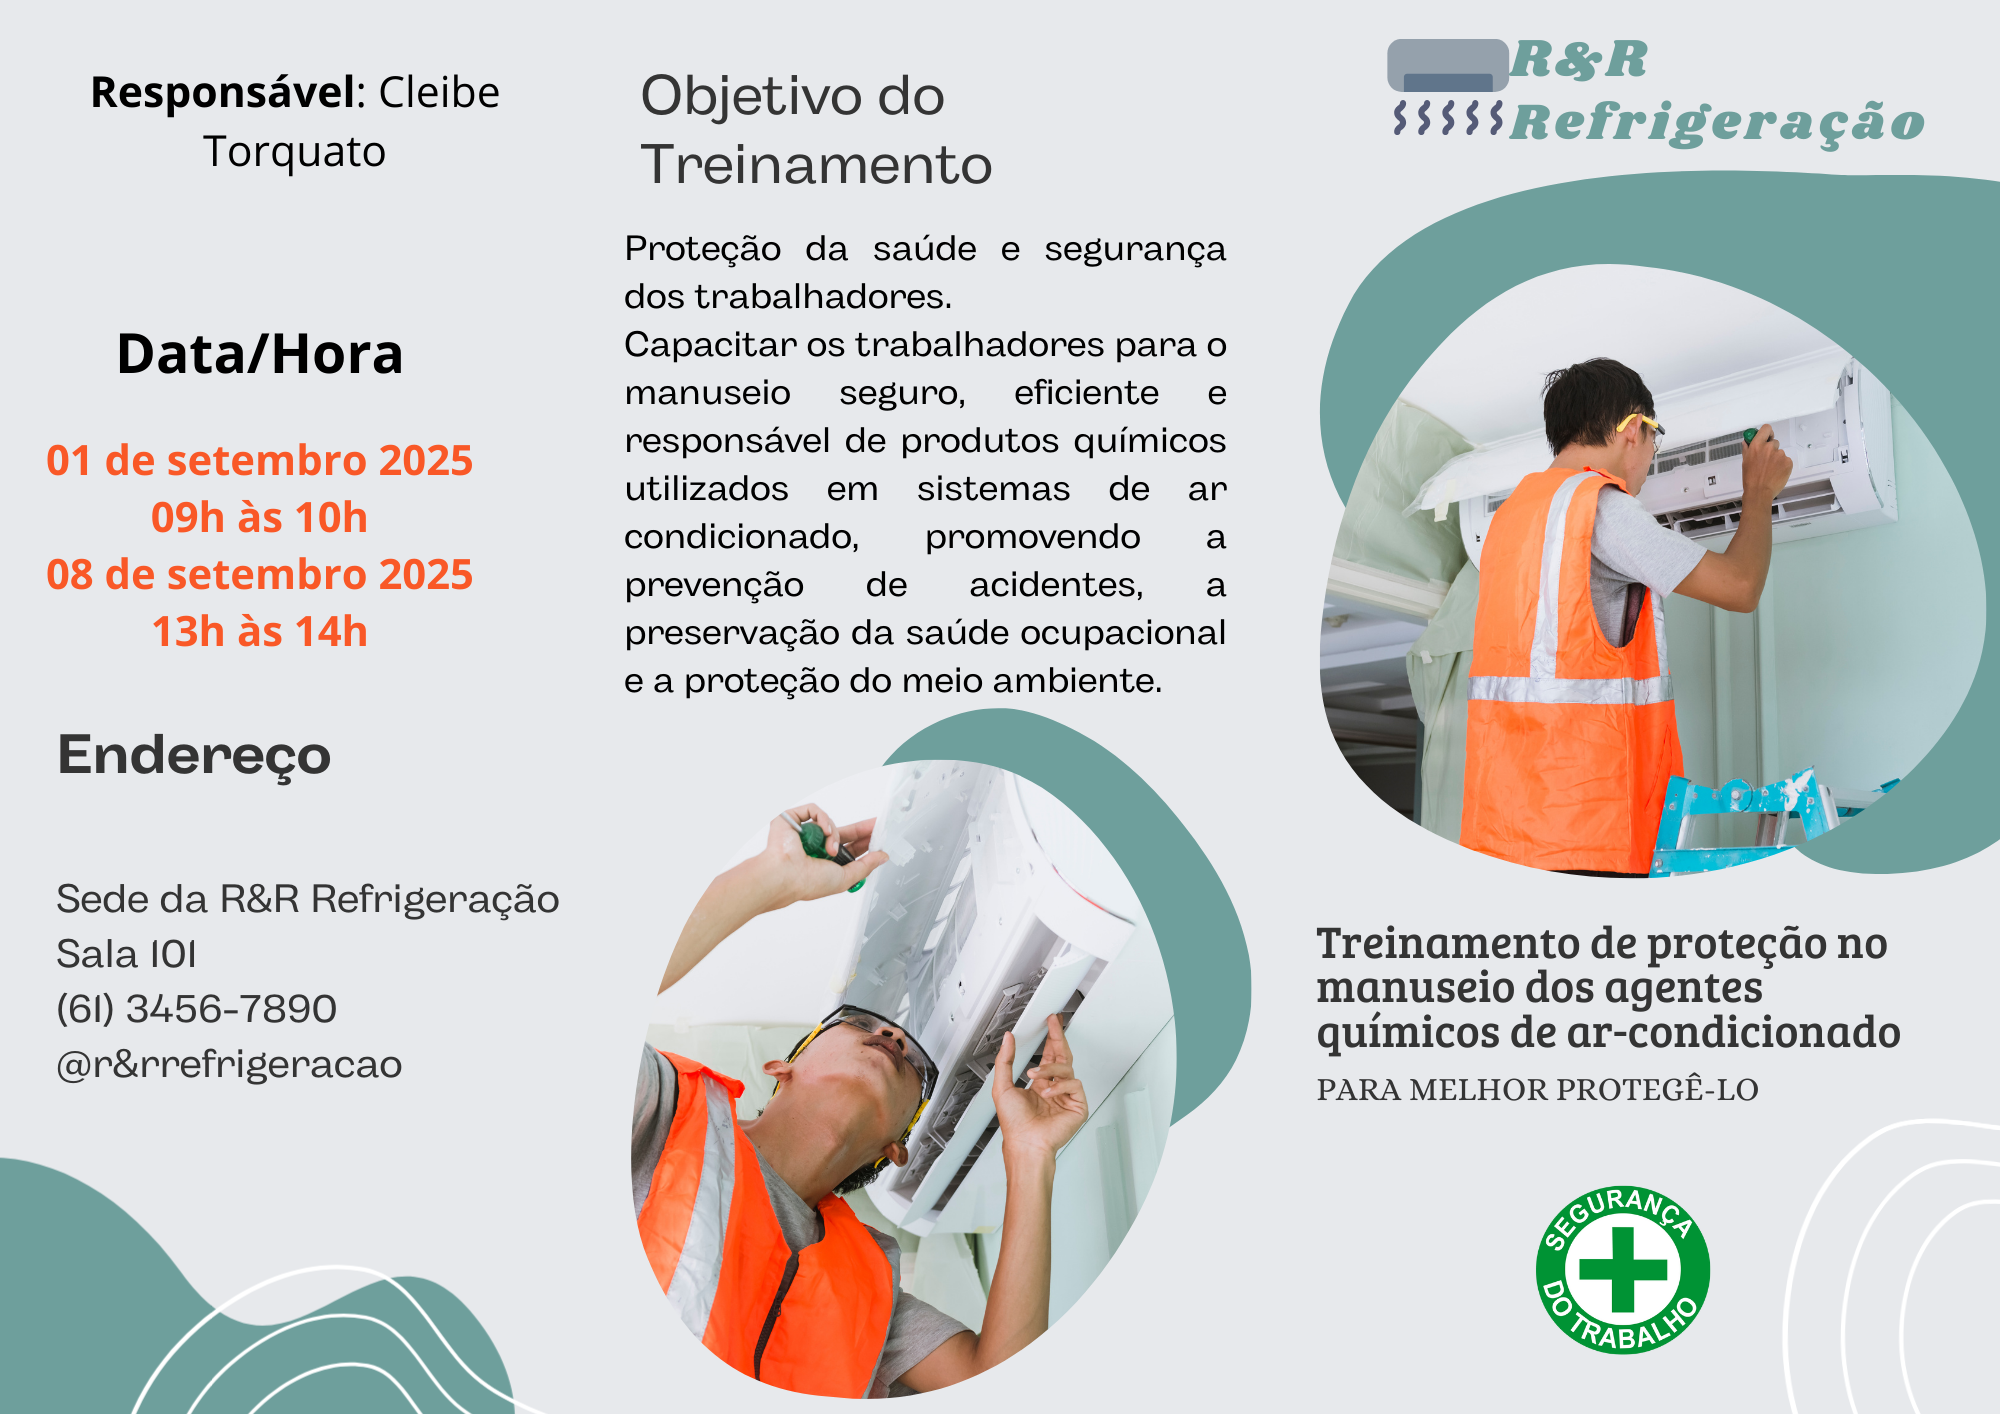 Responsável: Cleibe
Torquato
Data/Hora
01 de setembro 2025
09h às 10h
08 de setembro 2025
13h às 14h
Endereço
Sede da R&R Refrigeração
Sala 101
(61) 3456-7890
@r&rrefrigeracao
Objetivo do
Treinamento
Proteção da saúde e segurança
dos trabalhadores.
Capacitar os trabalhadores para o
manuseio seguro, eficiente e
responsável de produtos químicos
utilizados em sistemas de ar
condicionado, promovendo a
prevenção de acidentes, a
preservação da saúde ocupacional
e a proteção do meio ambiente.
R&R
Refrigeração
Treinamento de proteção no
manuseio dos agentes
químicos de ar-condicionado
PARA MELHOR PROTEGÊ-LO
SEGURANÇA
DO TRABALHO